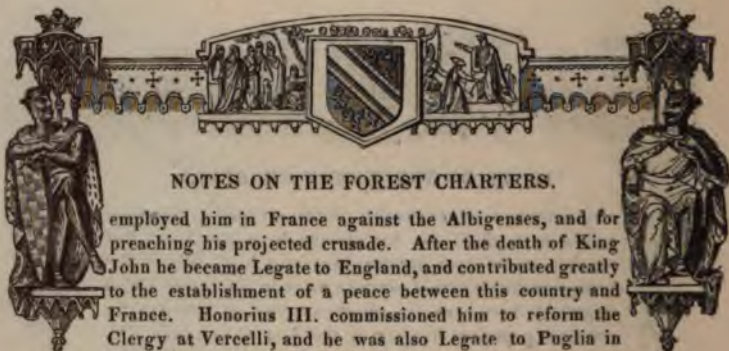 NOTES ON THE FOREST CHARTERS.
employed him in France against the Albigenses, and for
preaching his projected crusade. After the death of King
John he became Legate to England, and contributed greatly
to the establishment of a peace between this country and
France. Honorius III. commissioned him to reform the
Clergy at Vercelli, and he was also Legate to Puglia in